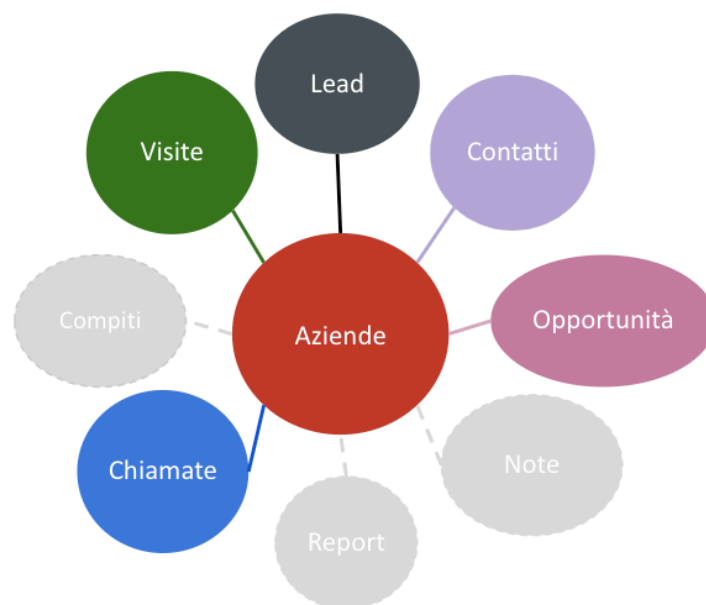 Lead
Visite
Contatti
Compiti
Aziende
Opportunità
Chiamate
Note
Report